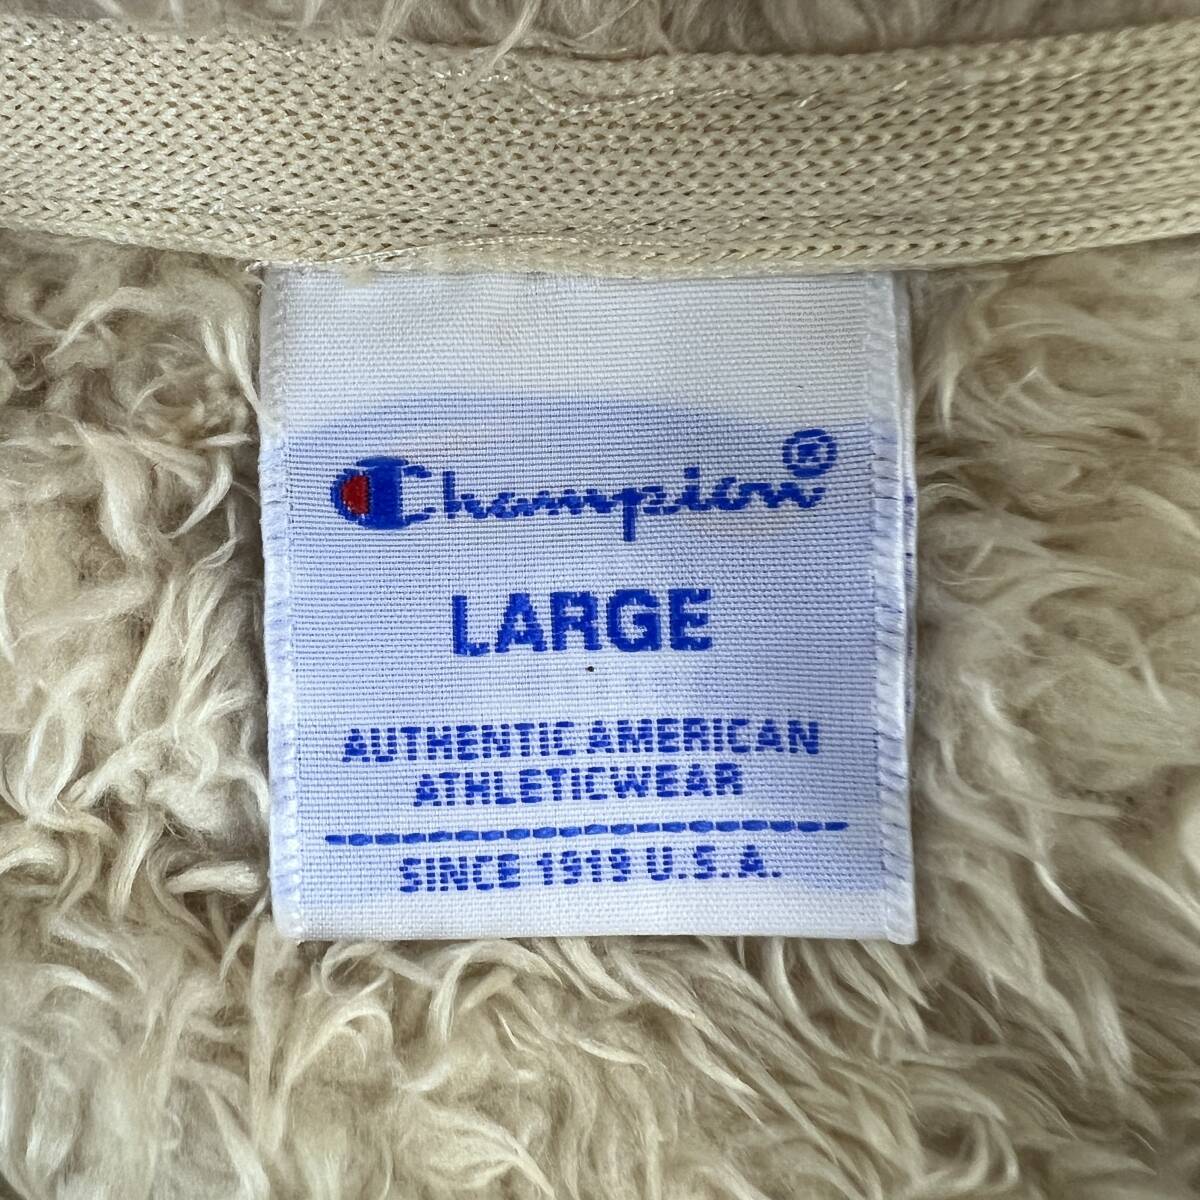 Champion®
LARGE
AUTHENTIC AMERICAN
ATHLETICWEAR
SINCE 1919 U.S.A.